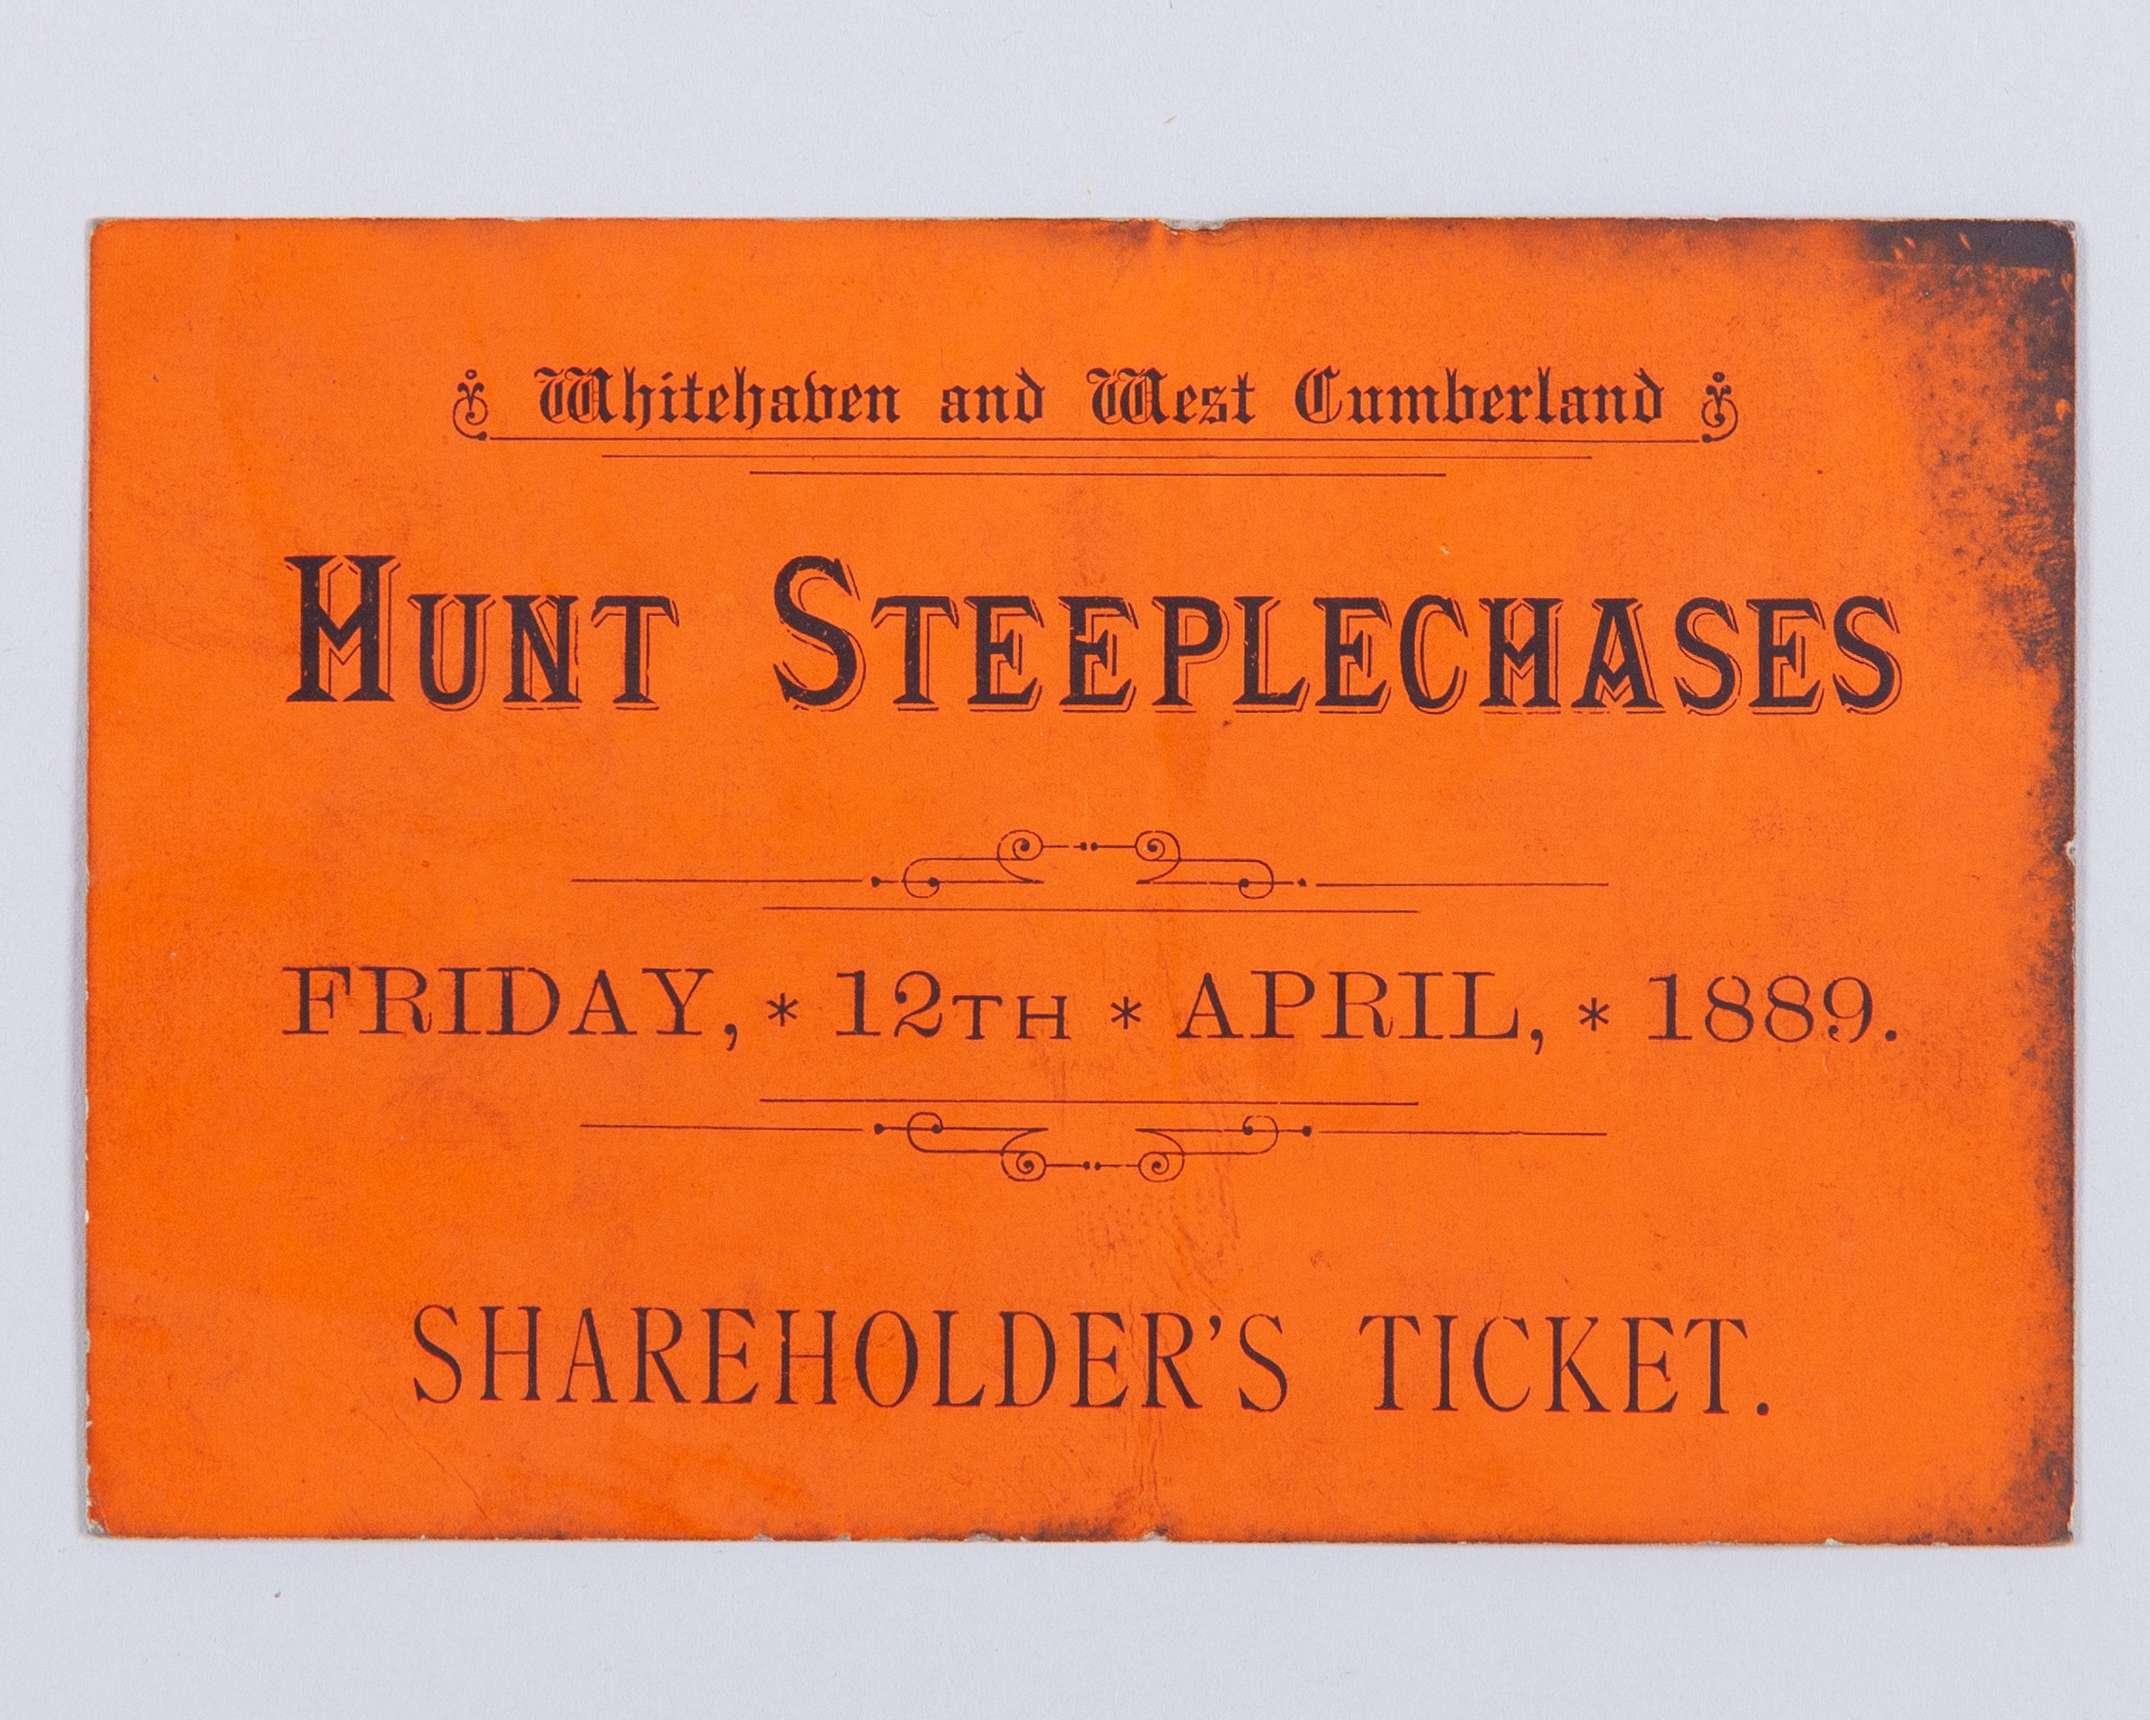 Whitehaven and West Cumberland
HUNT STEEPLECHASES
FRIDAY, * 12TH * APRIL, * 1889.
SHAREHOLDER'S TICKET.